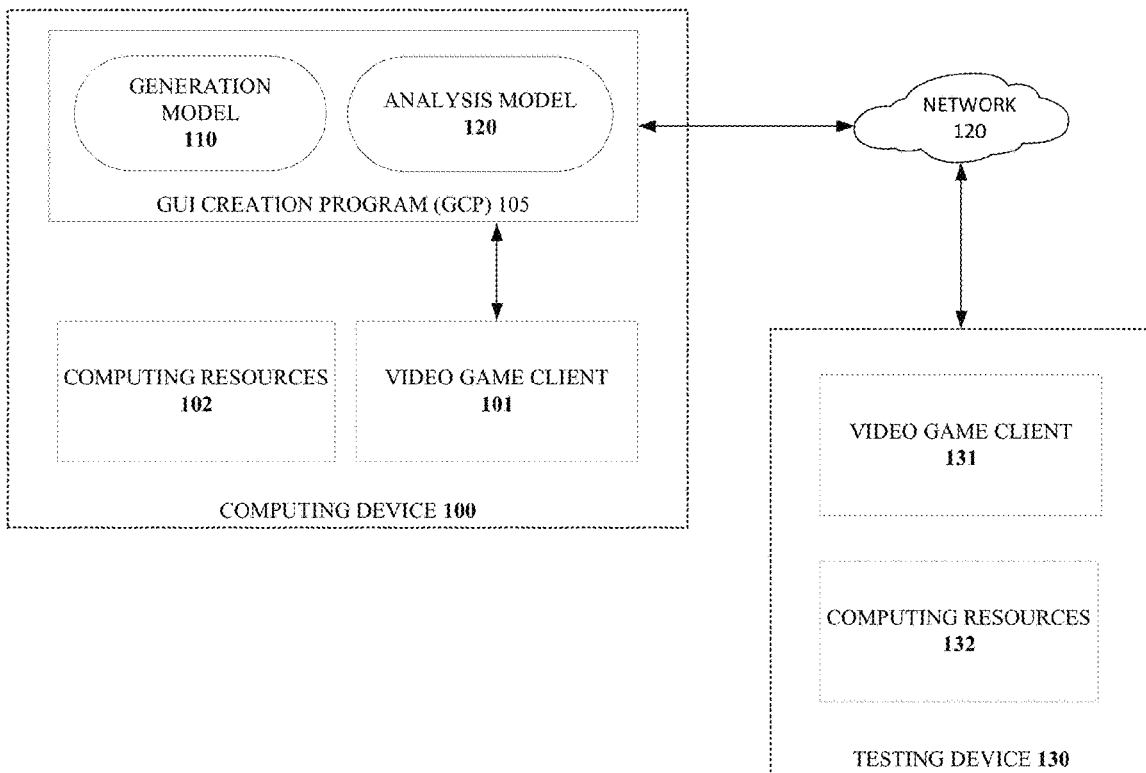 GENERATION
MODEL
110
ANALYSIS MODEL
120
GUI CREATION PROGRAM (GCP) 105
NETWORK
120
COMPUTING RESOURCES
102
VIDEO GAME CLIENT
101
COMPUTING DEVICE 100
VIDEO GAME CLIENT
131
COMPUTING RESOURCES
132
TESTING DEVICE 130